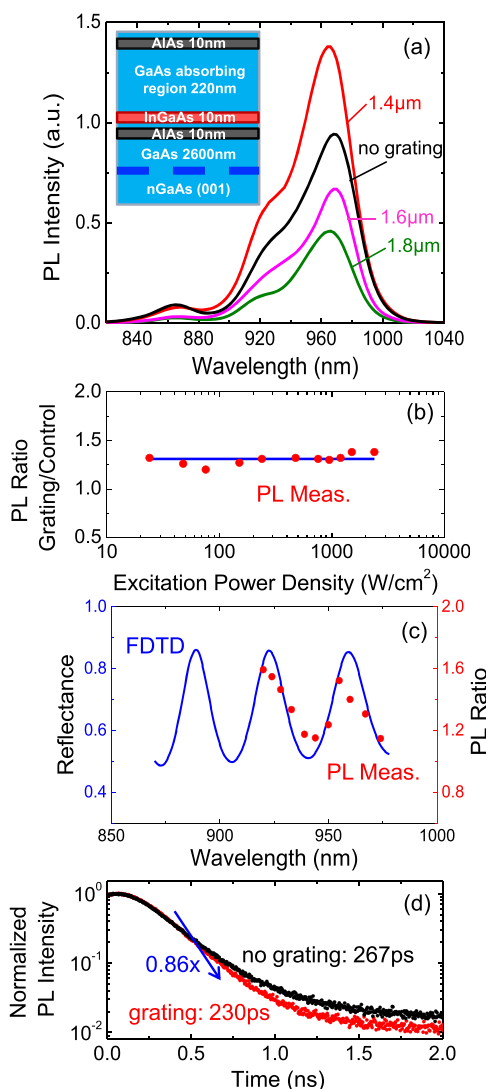 (a)
AlAs 10nm
GaAs absorbing
region 220nm
InGaAs 10nm
AlAs 10nm
GaAs 2600nm
nGaAs (001)
1.4µm
no grating
1.6µm
1.8µm
1.5
1.0
0.5
0.0
PL Intensity (a.u.)
840 880 920 960 1000 1040
Wavelength (nm)
(b)
2.0
1.5
1.0
0.5
PL Ratio
Grating/Control
PL Meas.
10 100 1000 10000
Excitation Power Density (W/cm²)
(c)
1.0
0.8
0.6
0.4
Reflectance
FDTD
PL Meas.
2.0
1.6
1.2
0.8
PL Ratio
850 900 950 1000
Wavelength (nm)
(d)
10⁰
10⁻¹
10⁻²
Normalized
PL Intensity
0.86x
no grating: 267ps
grating: 230ps
0.0 0.5 1.0 1.5 2.0
Time (ns)